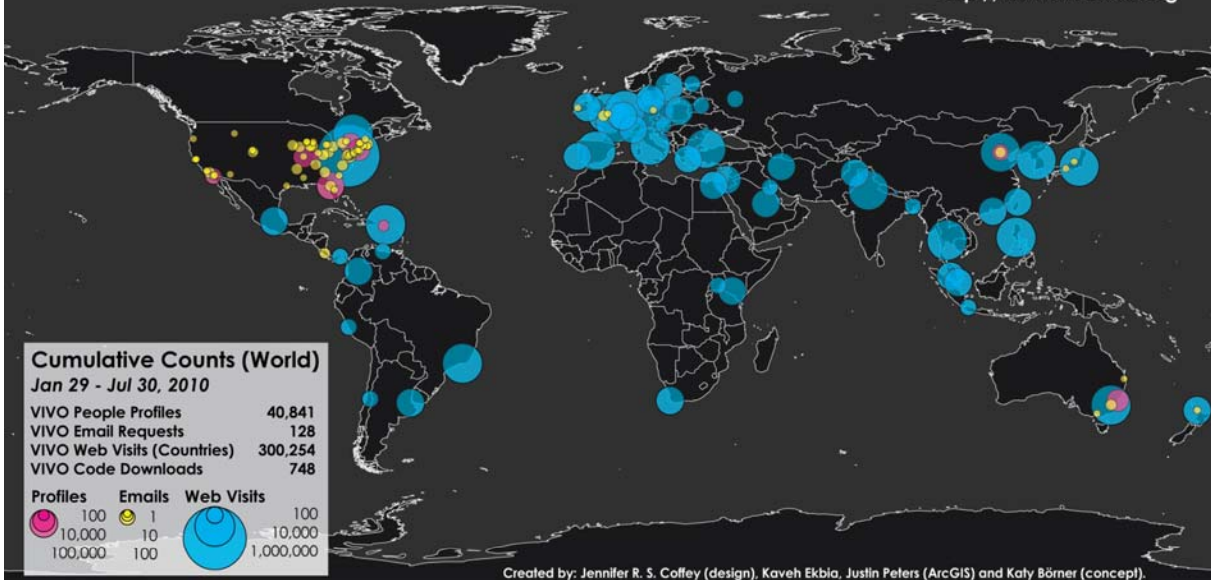 Cumulative Counts (World)
Jan 29 - Jul 30, 2010
VIVO People Profiles 40,841
VIVO Email Requests 128
VIVO Web Visits (Countries) 300,254
VIVO Code Downloads 748
Profiles Emails Web Visits
100 1 100
10,000 10 10,000
100,000 100 1,000,000
Created by: Jennifer R. S. Coffey (design), Kaveh Ekbia, Justin Peters (ArcGIS) and Katy Börner (concept).